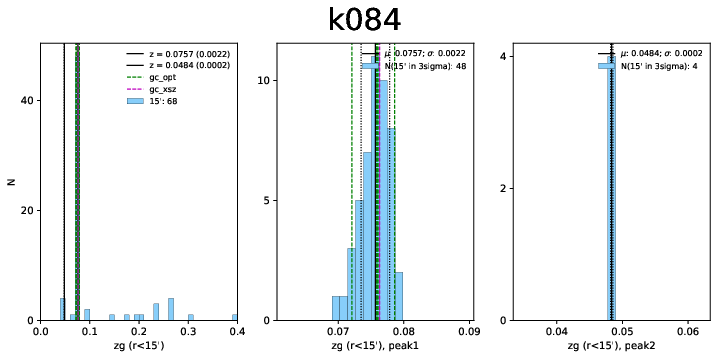 k084
z = 0.0757 (0.0022)
z = 0.0484 (0.0002)
gc_opt
gc_xsz
15': 68
N
40
20
0
0.0 0.1 0.2 0.3 0.4
zg (r<15')
μ: 0.0757; σ: 0.0022
N(15' in 3sigma): 48
10
5
0
0.07 0.08 0.09
zg (r<15'), peak1
μ: 0.0484; σ: 0.0002
N(15' in 3sigma): 4
4
2
0
0.04 0.05 0.06
zg (r<15'), peak2